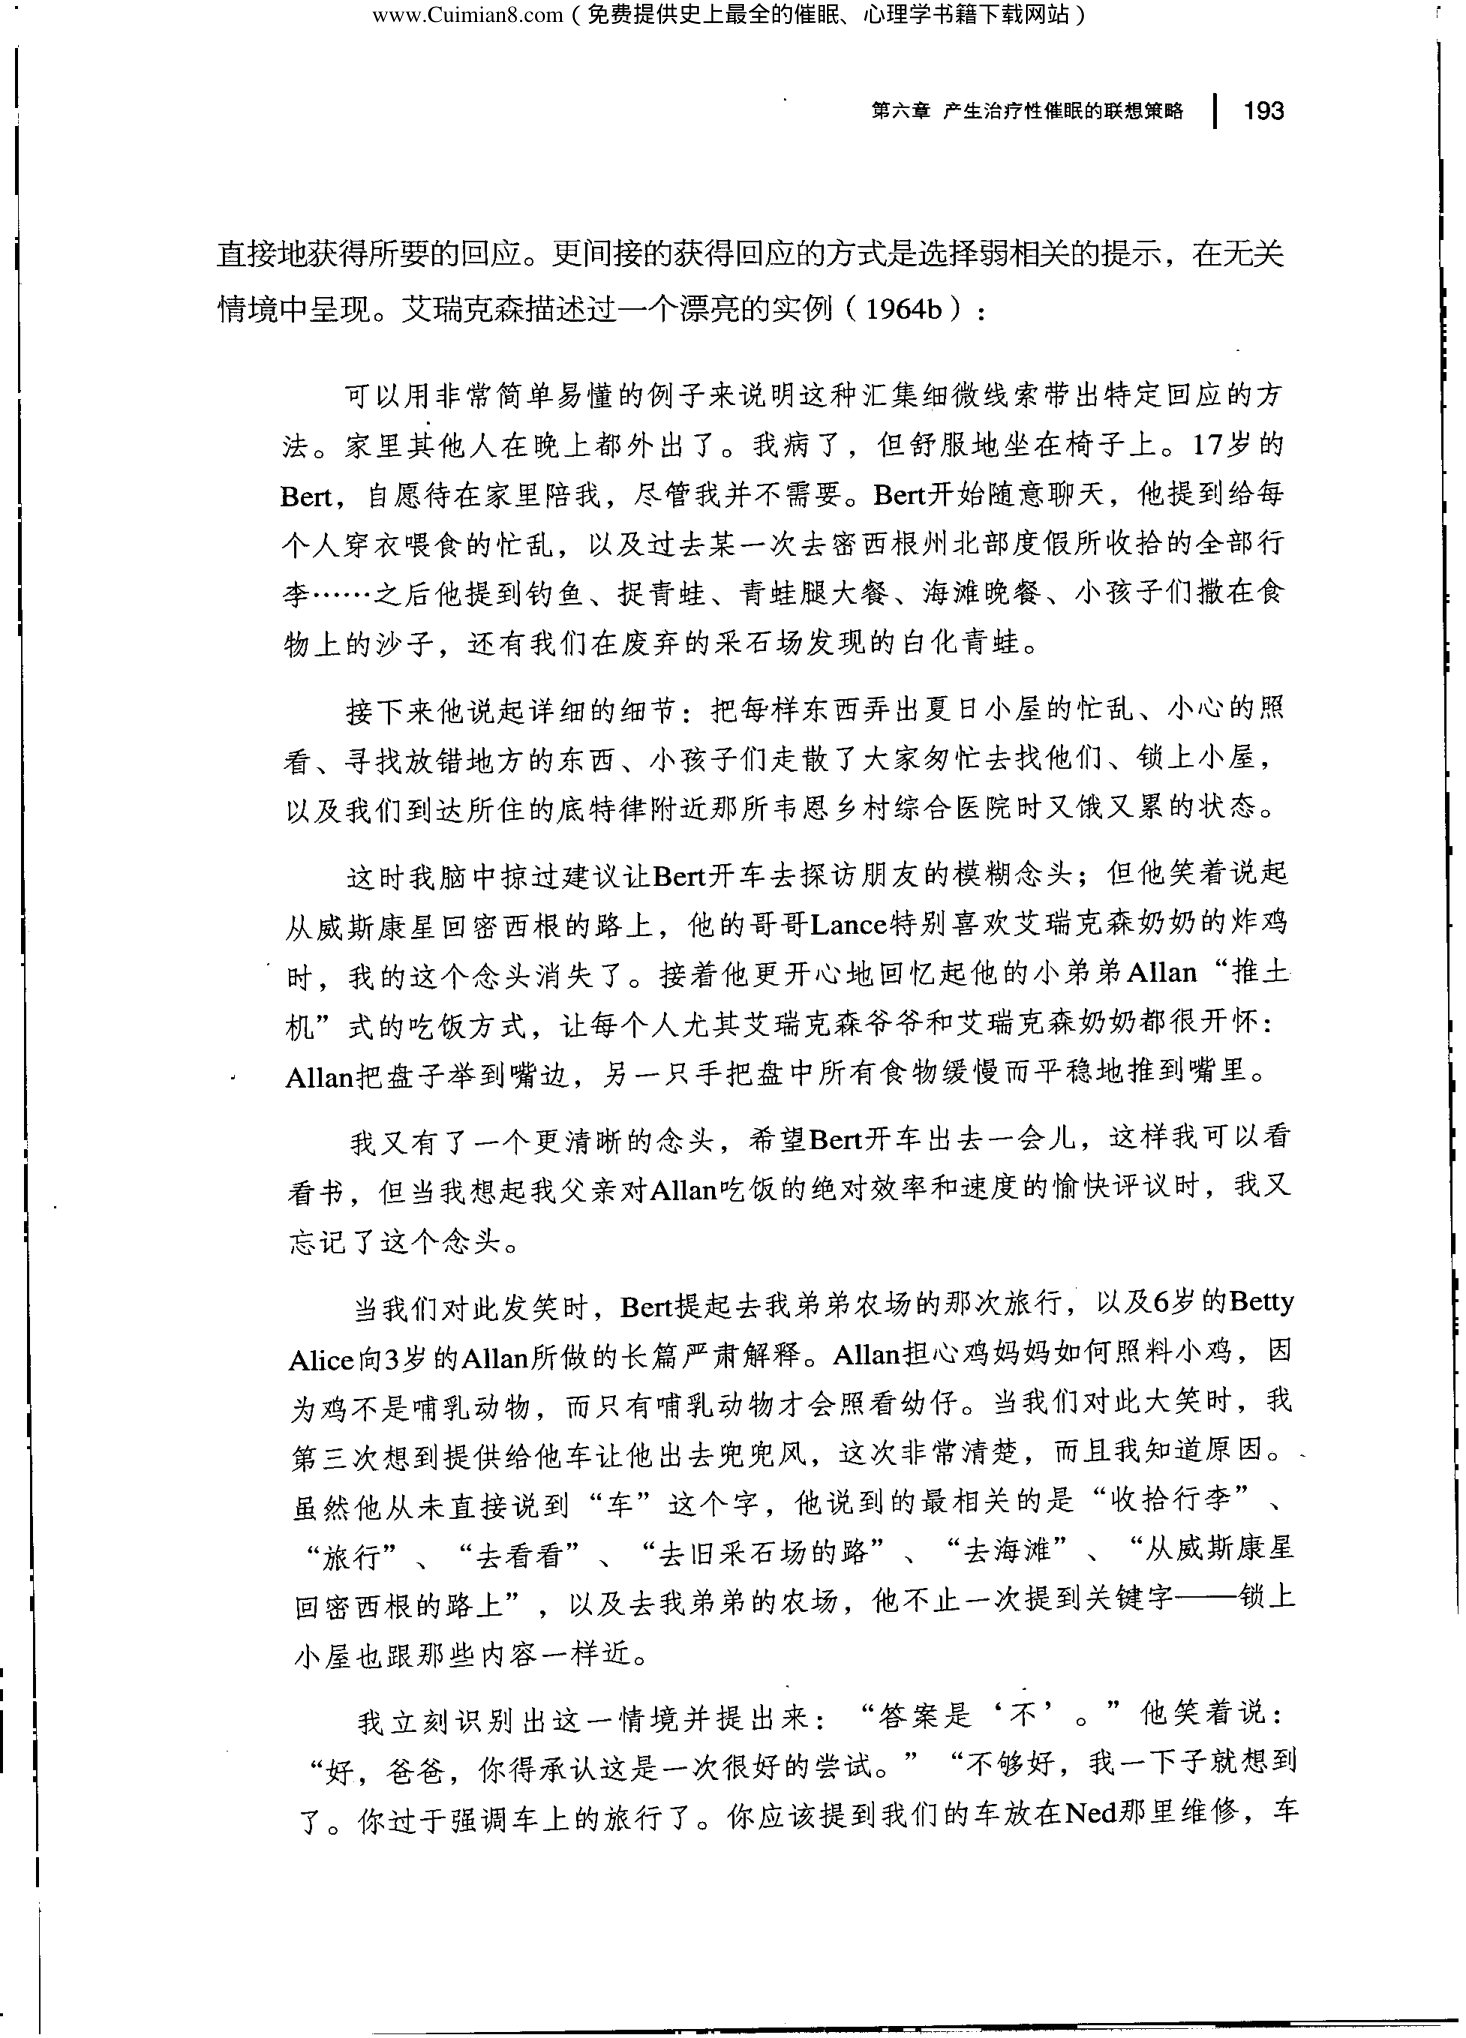 www.Cuimian8.com（免费提供史上最全的催眠、心理学书籍下载网站）
第六章 产生治疗性催眠的联想策略 | 193
直接地获得所要的回应。更间接的获得回应的方式是选择弱相关的提示，在无关
情境中呈现。艾瑞克森描述过一个漂亮的实例（1964b）：
可以用非常简单易懂的例子来说明这种汇集细微线索带出特定回应的方
法。家里其他人在晚上都外出了。我病了，但舒服地坐在椅子上。17岁的
Bert，自愿待在家里陪我，尽管我并不需要。Bert开始随意聊天，他提到给每
个人穿衣喂食的忙乱，以及过去某一次去密西根州北部度假所收拾的全部行
李……之后他提到钓鱼、捉青蛙、青蛙腿大餐、海滩晚餐、小孩子们撒在食
物上的沙子，还有我们在废弃的采石场发现的白化青蛙。
接下来他说起详细的细节：把每样东西弄出夏日小屋的忙乱、小心的照
看、寻找放错地方的东西、小孩子们走散了大家匆忙去找他们、锁上小屋，
以及我们到达所住的底特律附近那所韦恩乡村综合医院时又饿又累的状态。
这时我脑中掠过建议让Bert开车去探访朋友的模糊念头；但他笑着说起
从威斯康星回密西根的路上，他的哥哥Lance特别喜欢艾瑞克森奶奶的炸鸡
时，我的这个念头消失了。接着他更开心地回忆起他的小弟弟Allan“推土
机”式的吃饭方式，让每个人尤其艾瑞克森爷爷和艾瑞克森奶奶都很开怀：
Allan把盘子举到嘴边，另一只手把盘中所有食物缓慢而平稳地推到嘴里。
我又有了一个更清晰的念头，希望Bert开车出去一会儿，这样我可以看
看书，但当我想起我父亲对Allan吃饭的绝对效率和速度的愉快评议时，我又
忘记了这个念头。
当我们对此发笑时，Bert提起去我弟弟农场的那次旅行，以及6岁的Betty
Alice向3岁的Allan所做的长篇严肃解释。Allan担心鸡妈妈如何照料小鸡，因
为鸡不是哺乳动物，而只有哺乳动物才会照看幼仔。当我们对此大笑时，我
第三次想到提供给他车让他出去兜兜风，这次非常清楚，而且我知道原因。
虽然他从未直接说到“车”这个字，他说到的最相关的是“收拾行李”、
“旅行”、“去看看”、“去旧采石场的路”、“去海滩”、“从威斯康星
回密西根的路上”，以及去我弟弟的农场，他不止一次提到关键字——锁上
小屋也跟那些内容一样近。
我立刻识别出这一情境并提出来：“答案是‘不’。”他笑着说：
“好，爸爸，你得承认这是一次很好的尝试。”“不够好，我一下子就想到
了。你过于强调车上的旅行了。你应该提到我们的车放在Ned那里维修，车